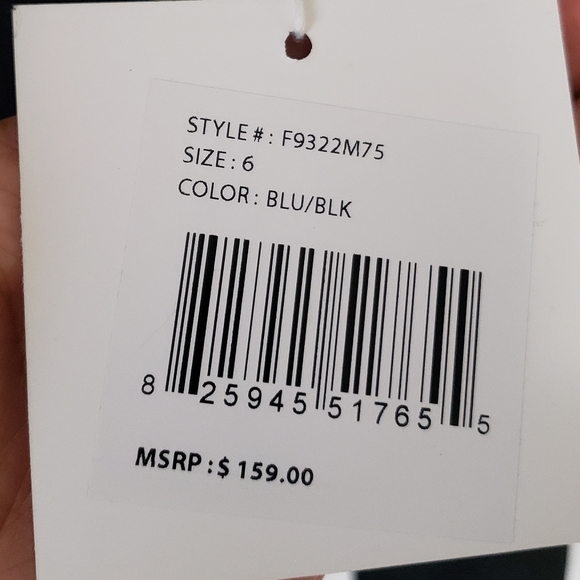 STYLE #: F9322M75
SIZE: 6
COLOR: BLU/BLK
8 25945 51765 5
MSRP: $ 159.00